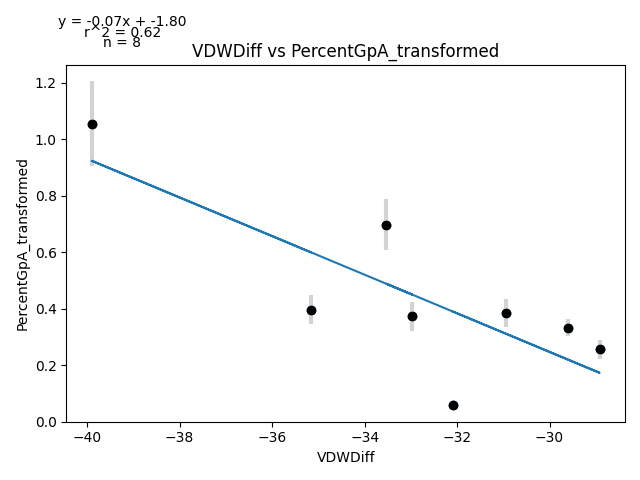 y = -0.07x + -1.80
r^2 = 0.62
n = 8
VDWDiff vs PercentGpA_transformed
1.2
1.0
0.8
0.6
0.4
0.2
0.0
PercentGpA_transformed
−40
−38
−36
−34
−32
−30
VDWDiff